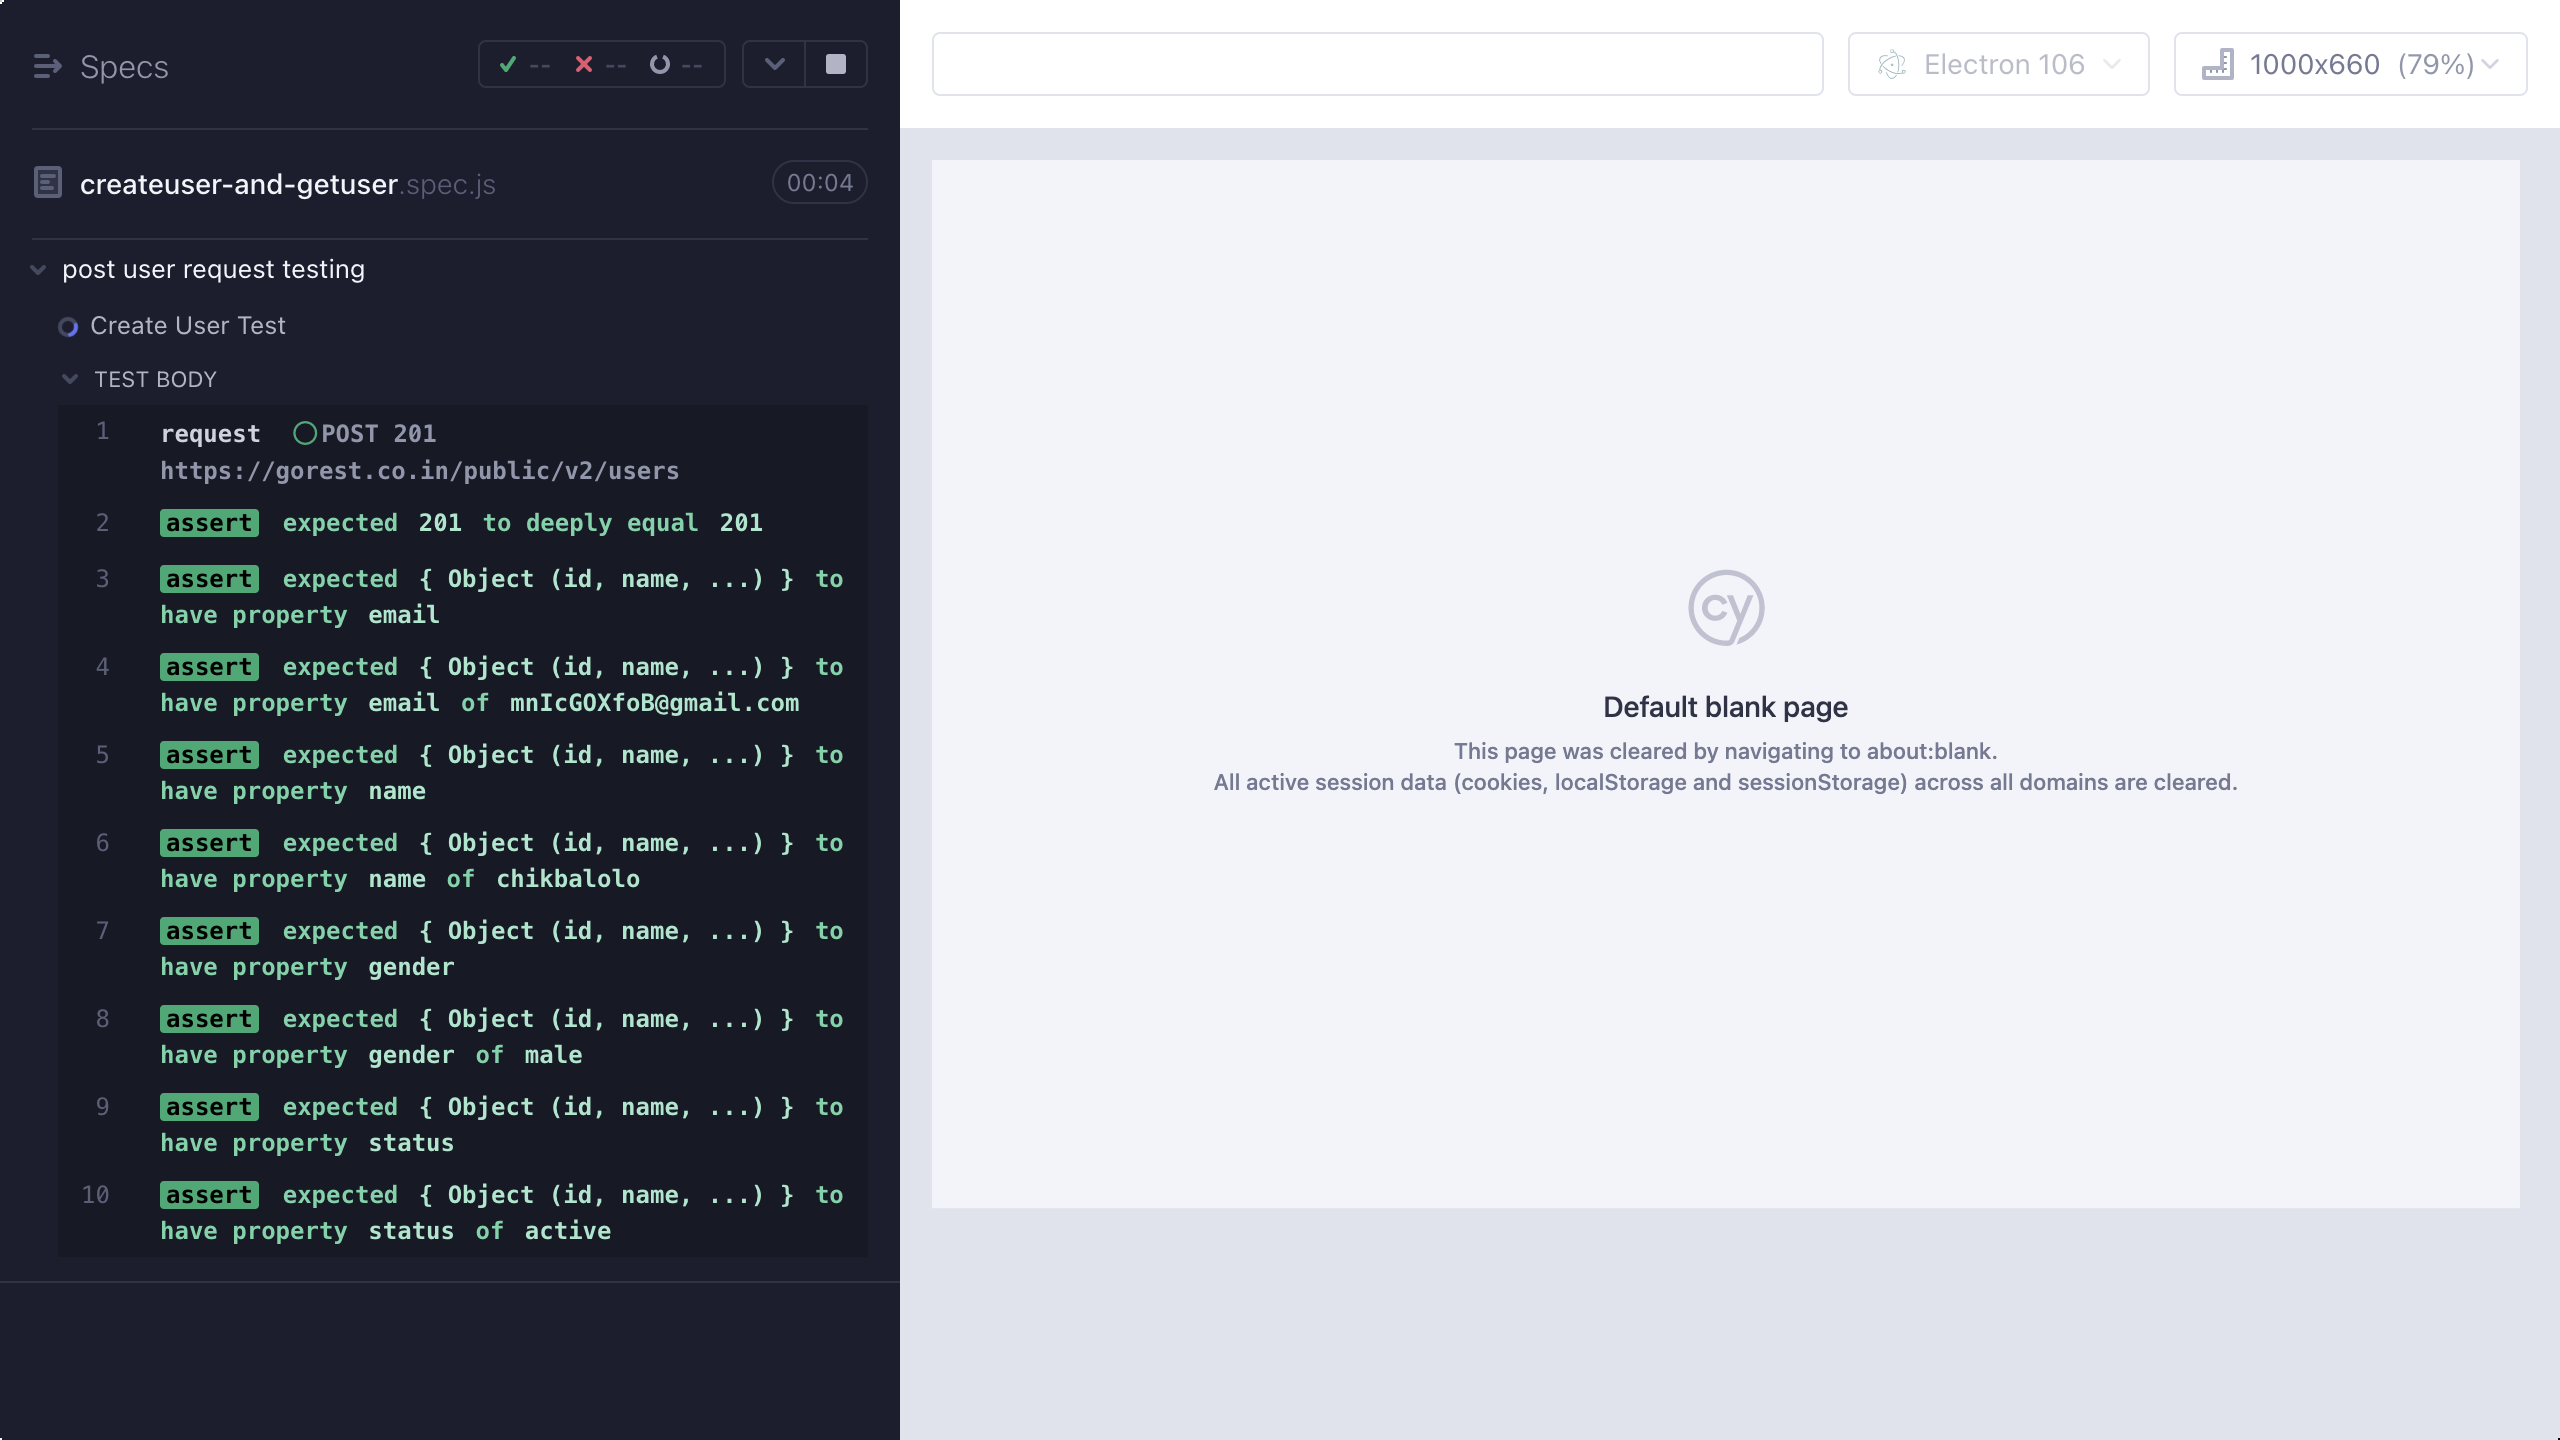 Specs
-- -- --
createuser-and-getuser.spec.js 00:04
post user request testing
Create User Test
TEST BODY
1 request POST 201
https://gorest.co.in/public/v2/users
2 assert expected 201 to deeply equal 201
3 assert expected { Object (id, name, ...) } to
have property email
4 assert expected { Object (id, name, ...) } to
have property email of mnIcGOXfoB@gmail.com
5 assert expected { Object (id, name, ...) } to
have property name
6 assert expected { Object (id, name, ...) } to
have property name of chikbalolo
7 assert expected { Object (id, name, ...) } to
have property gender
8 assert expected { Object (id, name, ...) } to
have property gender of male
9 assert expected { Object (id, name, ...) } to
have property status
10 assert expected { Object (id, name, ...) } to
have property status of active
Electron 106
1000x660 (79%)
cy
Default blank page
This page was cleared by navigating to about:blank.
All active session data (cookies, localStorage and sessionStorage) across all domains are cleared.